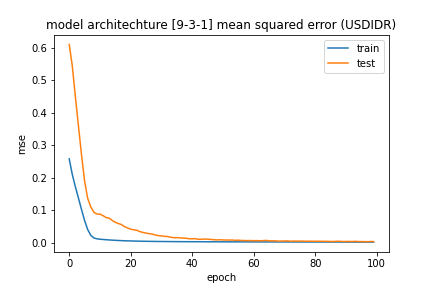 model architechture [9-3-1] mean squared error (USDIDR)
train
test
0.6
0.5
0.4
0.3
0.2
0.1
0.0
mse
0 20 40 60 80 100
epoch